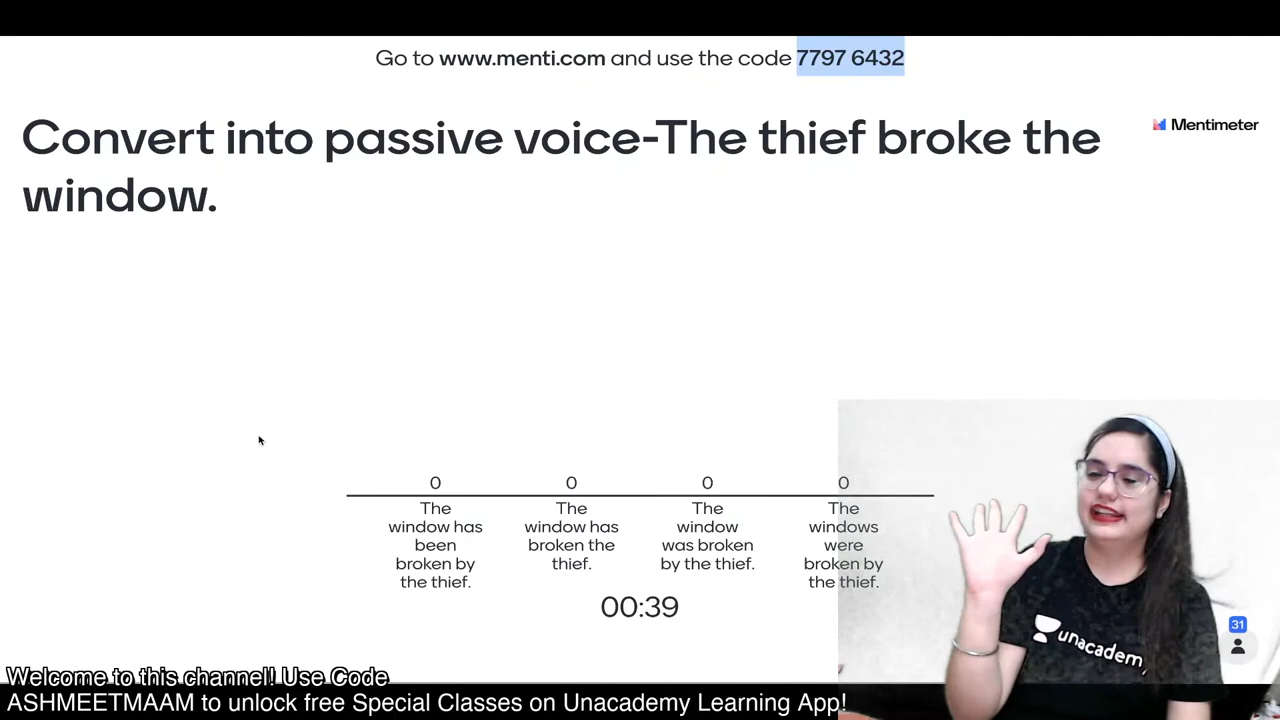 Go to www.menti.com and use the code 7797 6432
Convert into passive voice-The thief broke the
window.
Mentimeter
0
0
0
0
The
window has
been
broken by
the thief.
The
window has
broken the
thief.
The
window
was broken
by the thief.
The
windows
were
broken by
the thief.
00:39
unacademy
31
Welcome to this channel! Use Code
ASHMEETMAAM to unlock free Special Classes on Unacademy Learning App!